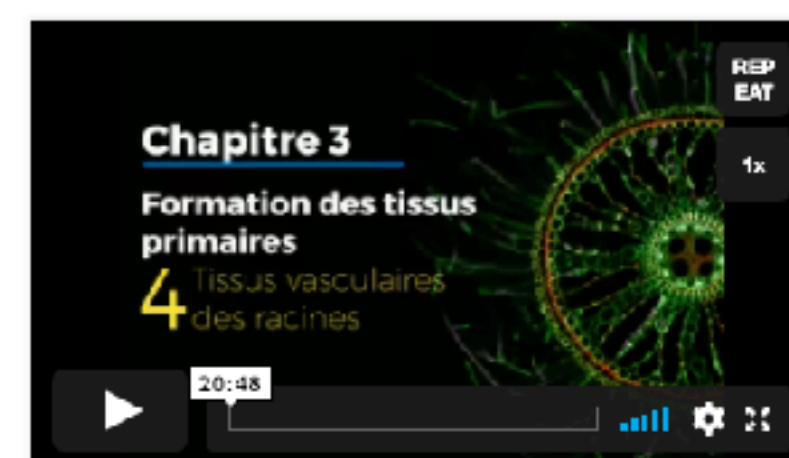 REP
EAT
1x
Chapitre 3
Formation des tissus
primaires
4 Tissus vasculaires
des racines
20:48